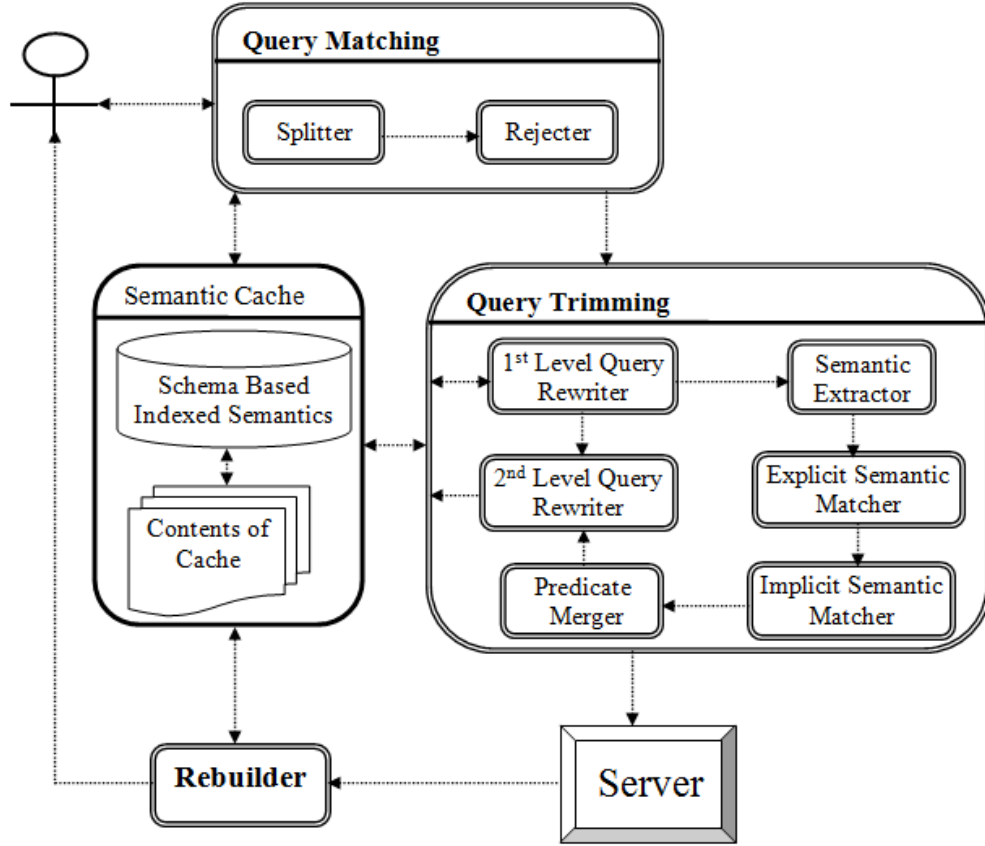 Query Matching
Splitter
Rejecter
Semantic Cache
Schema Based
Indexed Semantics
Contents of
Cache
Query Trimming
1st Level Query
Rewriter
Semantic
Extractor
2nd Level Query
Rewriter
Explicit Semantic
Matcher
Predicate
Merger
Implicit Semantic
Matcher
Rebuilder
Server